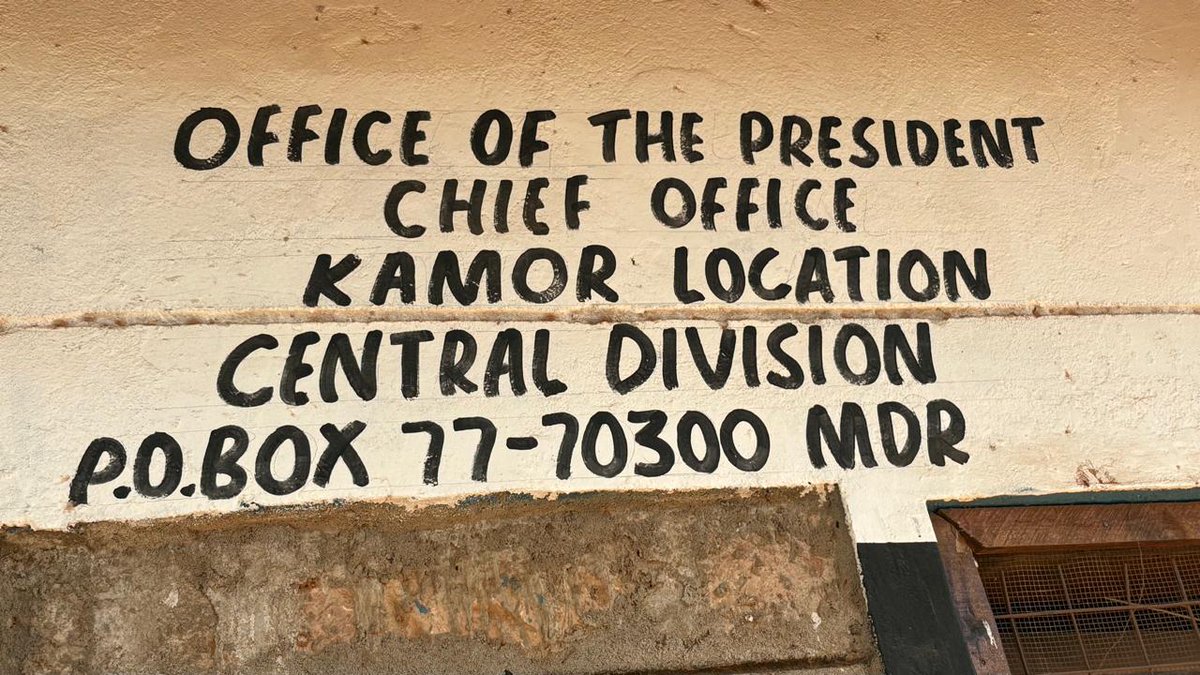 OFFICE OF THE PRESIDENT
CHIEF OFFICE
KAMOR LOCATION
CENTRAL DIVISION
P.O.BOX 77-70300 MDR